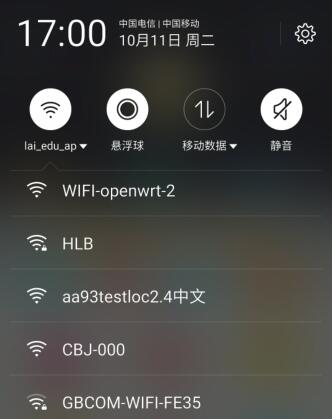 17:00
中国电信 | 中国移动
10月11日 周二
lai_edu_ap
悬浮球
移动数据
静音
WIFI-openwrt-2
HLB
aa93testloc2.4中文
CBJ-000
GBCOM-WIFI-FE35